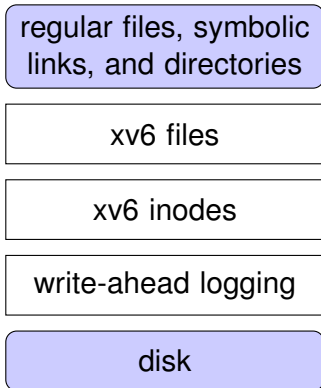 regular files, symbolic
links, and directories
xv6 files
xv6 inodes
write-ahead logging
disk